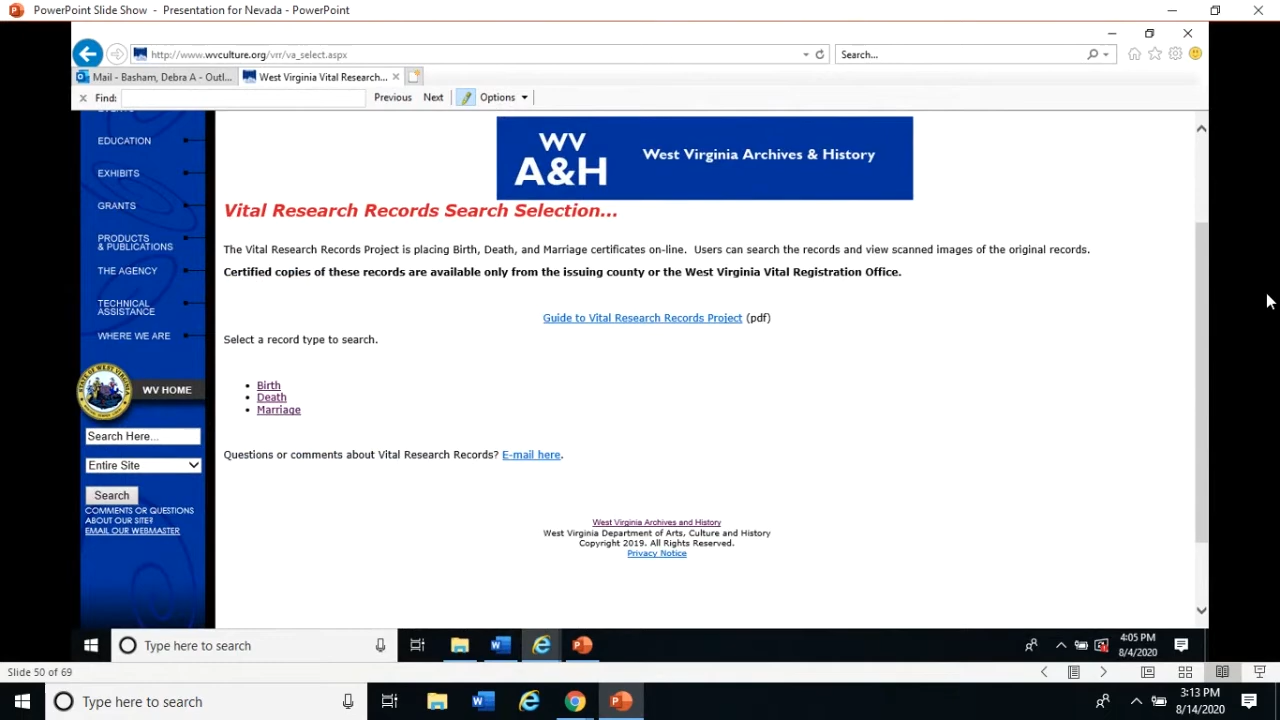 PowerPoint Slide Show - Presentation for Nevada - PowerPoint
http://www.wvculture.org/vrr/va_select.aspx
Search...
Mail - Basham, Debra A - Outl...
West Virginia Vital Research...
Find:
Previous
Next
Options
EDUCATION
EXHIBITS
GRANTS
PRODUCTS
& PUBLICATIONS
THE AGENCY
TECHNICAL
ASSISTANCE
WHERE WE ARE
WV HOME
Search Here...
Entire Site
Search
COMMENTS OR QUESTIONS
ABOUT OUR SITE?
EMAIL OUR WEBMASTER
WV
A&H
West Virginia Archives & History
Vital Research Records Search Selection...
The Vital Research Records Project is placing Birth, Death, and Marriage certificates on-line. Users can search the records and view scanned images of the original records.
Certified copies of these records are available only from the issuing county or the West Virginia Vital Registration Office.
Guide to Vital Research Records Project (pdf)
Select a record type to search.
• Birth
• Death
• Marriage
Questions or comments about Vital Research Records? E-mail here.
West Virginia Archives and History
West Virginia Department of Arts, Culture and History
Copyright 2019. All Rights Reserved.
Privacy Notice
Type here to search
4:05 PM
8/4/2020
Slide 50 of 69
Type here to search
3:13 PM
8/14/2020